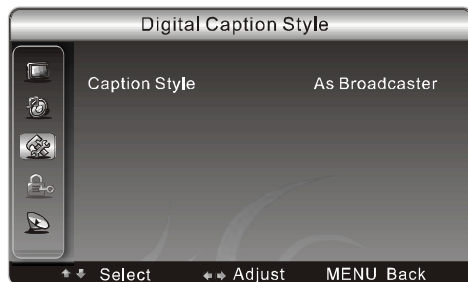 Digital Caption Style
Caption Style As Broadcaster
Select Adjust MENU Back